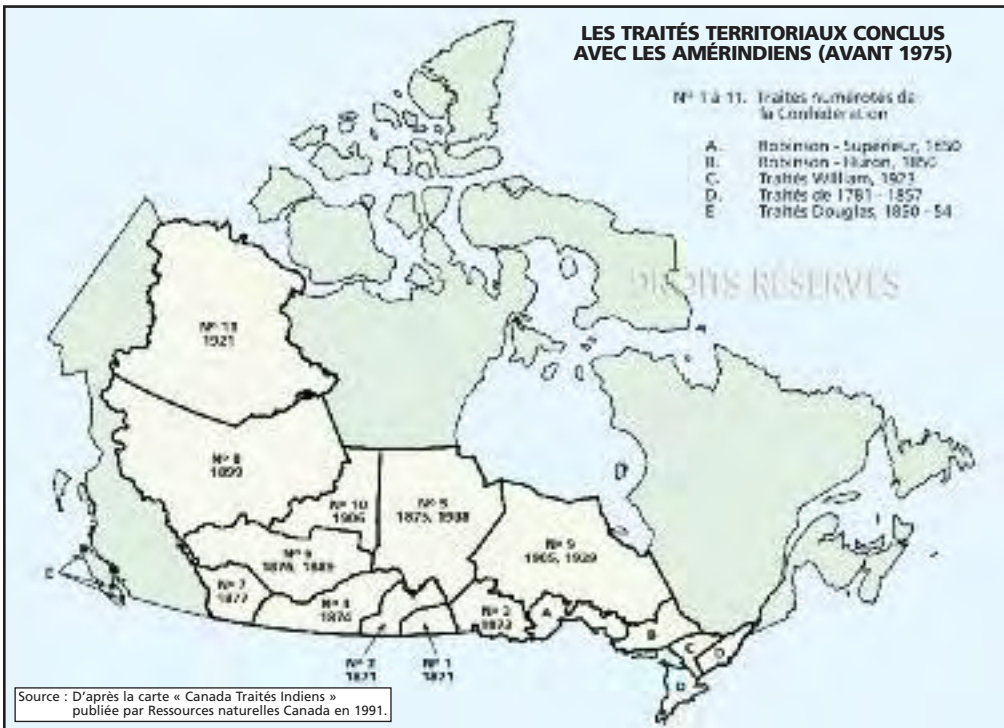 LES TRAITÉS TERRITORIAUX CONCLUS
AVEC LES AMÉRINDIENS (AVANT 1975)
Nos 1 à 11. Traités numérotés de
la Confédération
A. Robinson - Supérieur, 1850
B. Robinson - Huron, 1850
C. Traités William, 1923
D. Traités de 1781 - 1857
E Traités Douglas, 1850 - 54
DROITS RÉSERVÉS
No 11
1921
No 8
1899
No 10
1906
No 5
1875, 1908
No 9
1905, 1929
No 6
1876, 1889
No 7
1877
No 4
1874
No 3
1873
A
B
C
D
D
E
No 2
1871
No 1
1871
Source : D'après la carte « Canada Traités Indiens »
publiée par Ressources naturelles Canada en 1991.